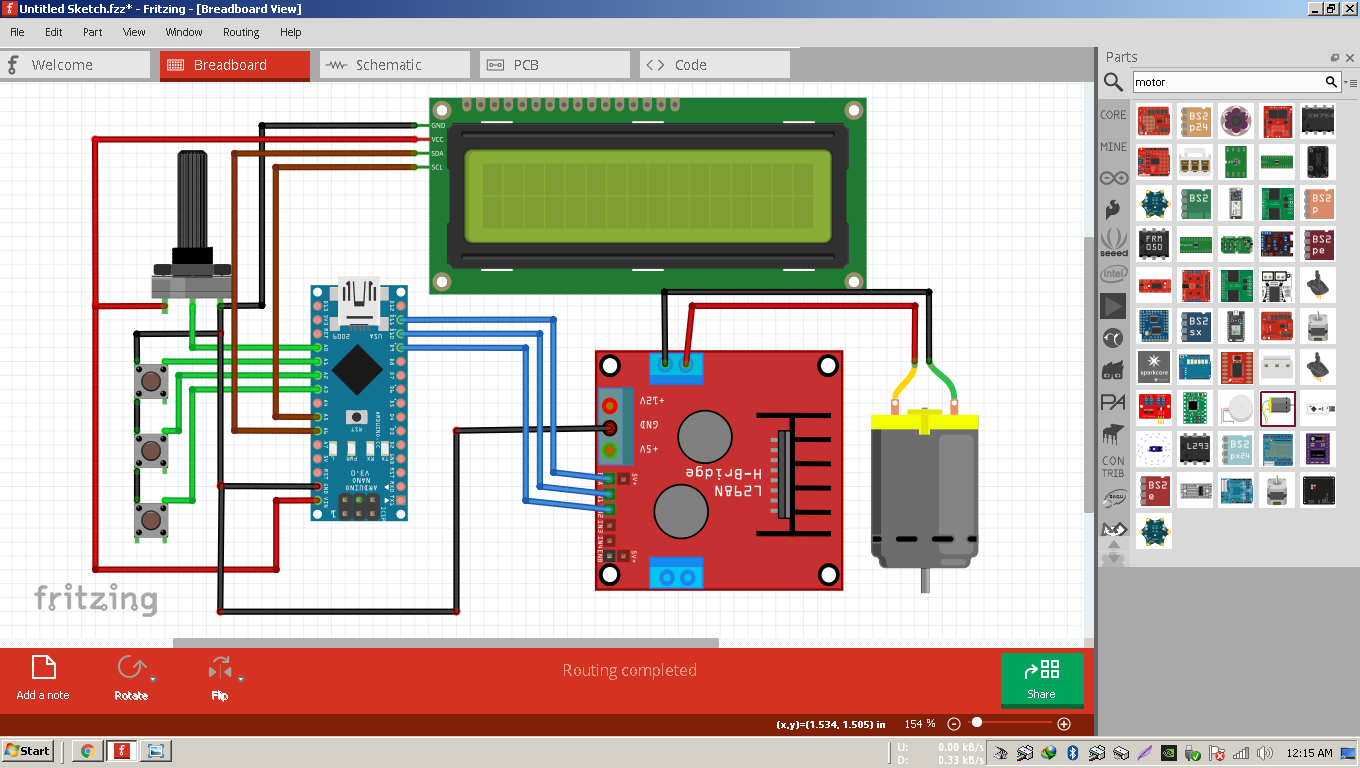 Untitled Sketch.fzz* - Fritzing - [Breadboard View]
File Edit Part View Window Routing Help
Welcome
Breadboard
Schematic
PCB
Code
Parts
motor
CORE
MINE
seeed
intel
PA
CON
TRIB
GND
VCC
SDA
SCL
USA
2009
RST
ARDUINO
NANO
V3.0
ICSP
+12V
GND
+5V
L298N
H-Bridge
5V+
5V+
BS2
p24
BS2
BS2
p
FRM
050
BS2
pe
BS2
sx
sparkcore
L293
BS2
px24
BS2
fritzing
Routing completed
Add a note
Rotate
Flip
Share
(x,y)=(1.534, 1.505) in
154 %
Start
U: 0.00 kB/s
D: 0.33 kB/s
12:15 AM